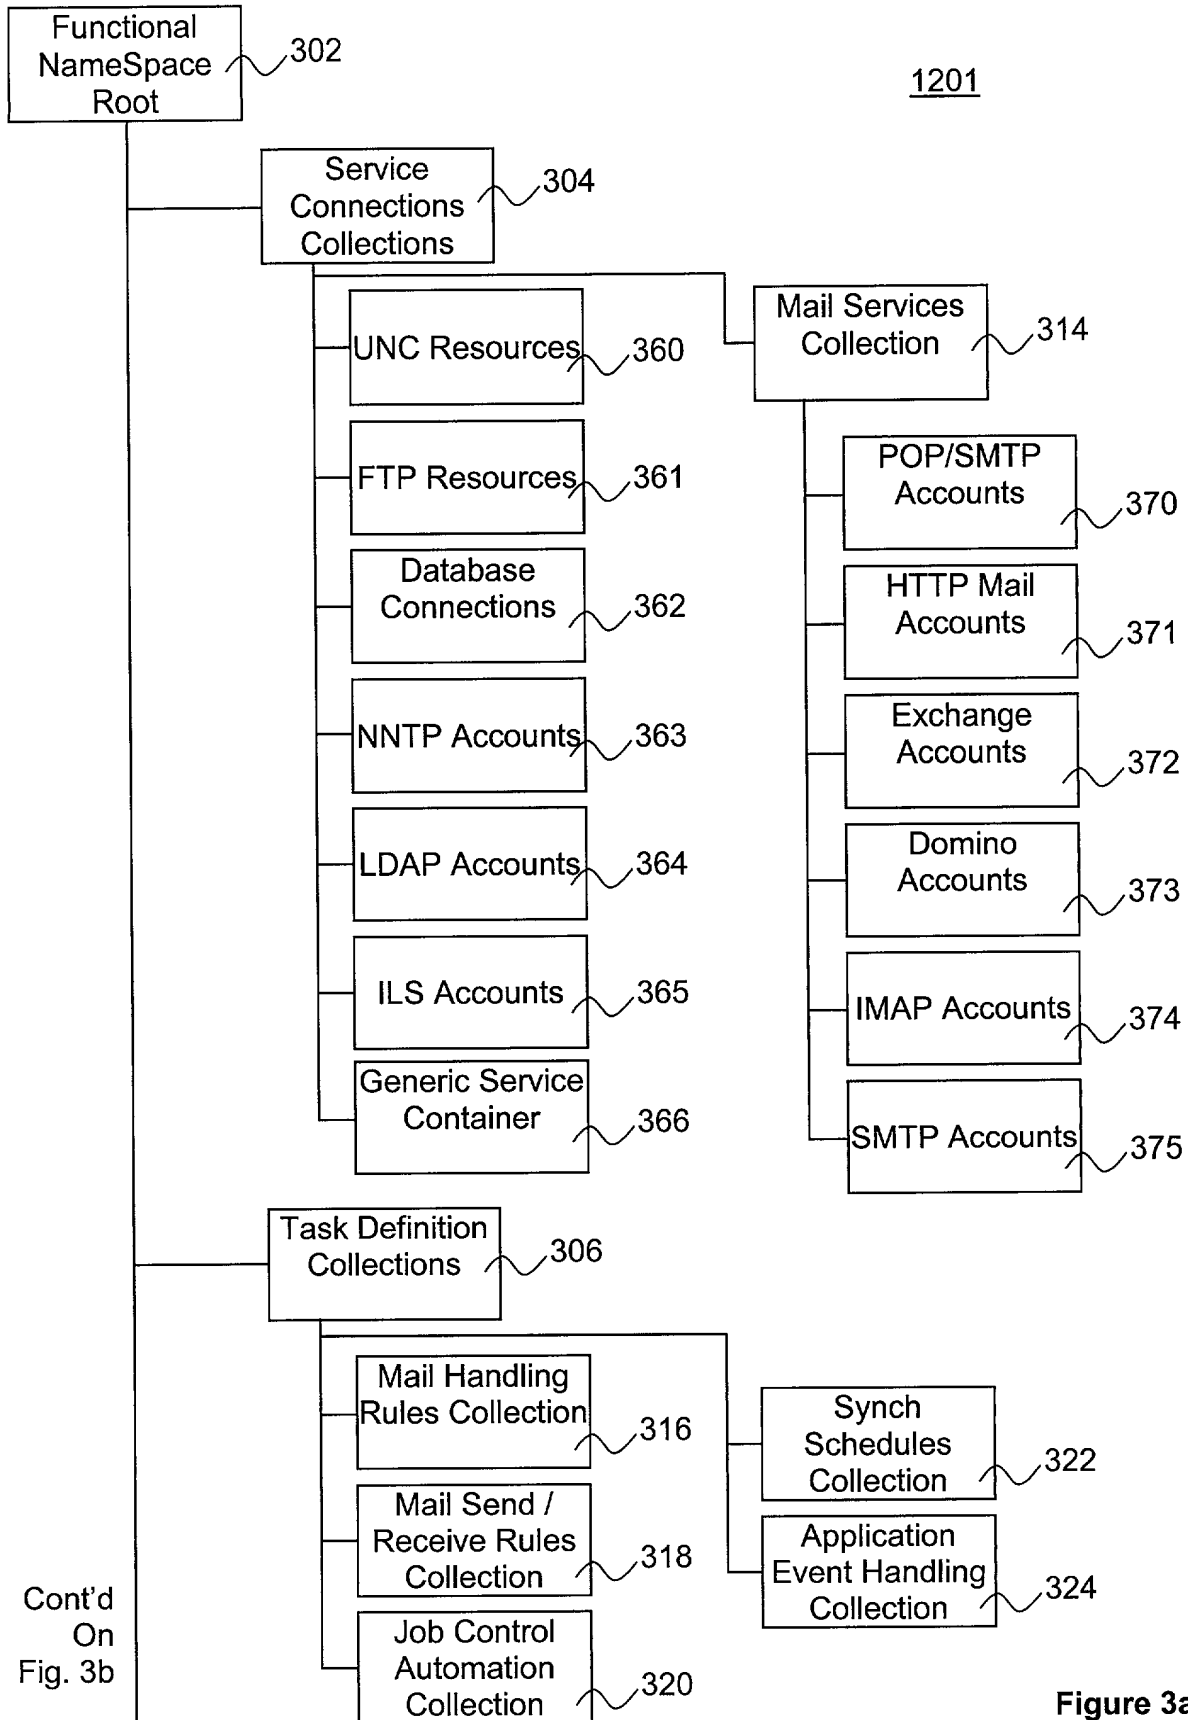 Functional
NameSpace
Root
302
1201
Service
Connections
Collections
304
UNC Resources
360
FTP Resources
361
Database
Connections
362
NNTP Accounts
363
LDAP Accounts
364
ILS Accounts
365
Generic Service
Container
366
Mail Services
Collection
314
POP/SMTP
Accounts
370
HTTP Mail
Accounts
371
Exchange
Accounts
372
Domino
Accounts
373
IMAP Accounts
374
SMTP Accounts
375
Task Definition
Collections
306
Mail Handling
Rules Collection
316
Mail Send /
Receive Rules
Collection
318
Job Control
Automation
Collection
320
Synch
Schedules
Collection
322
Application
Event Handling
Collection
324
Cont'd
On
Fig. 3b
Figure 3a